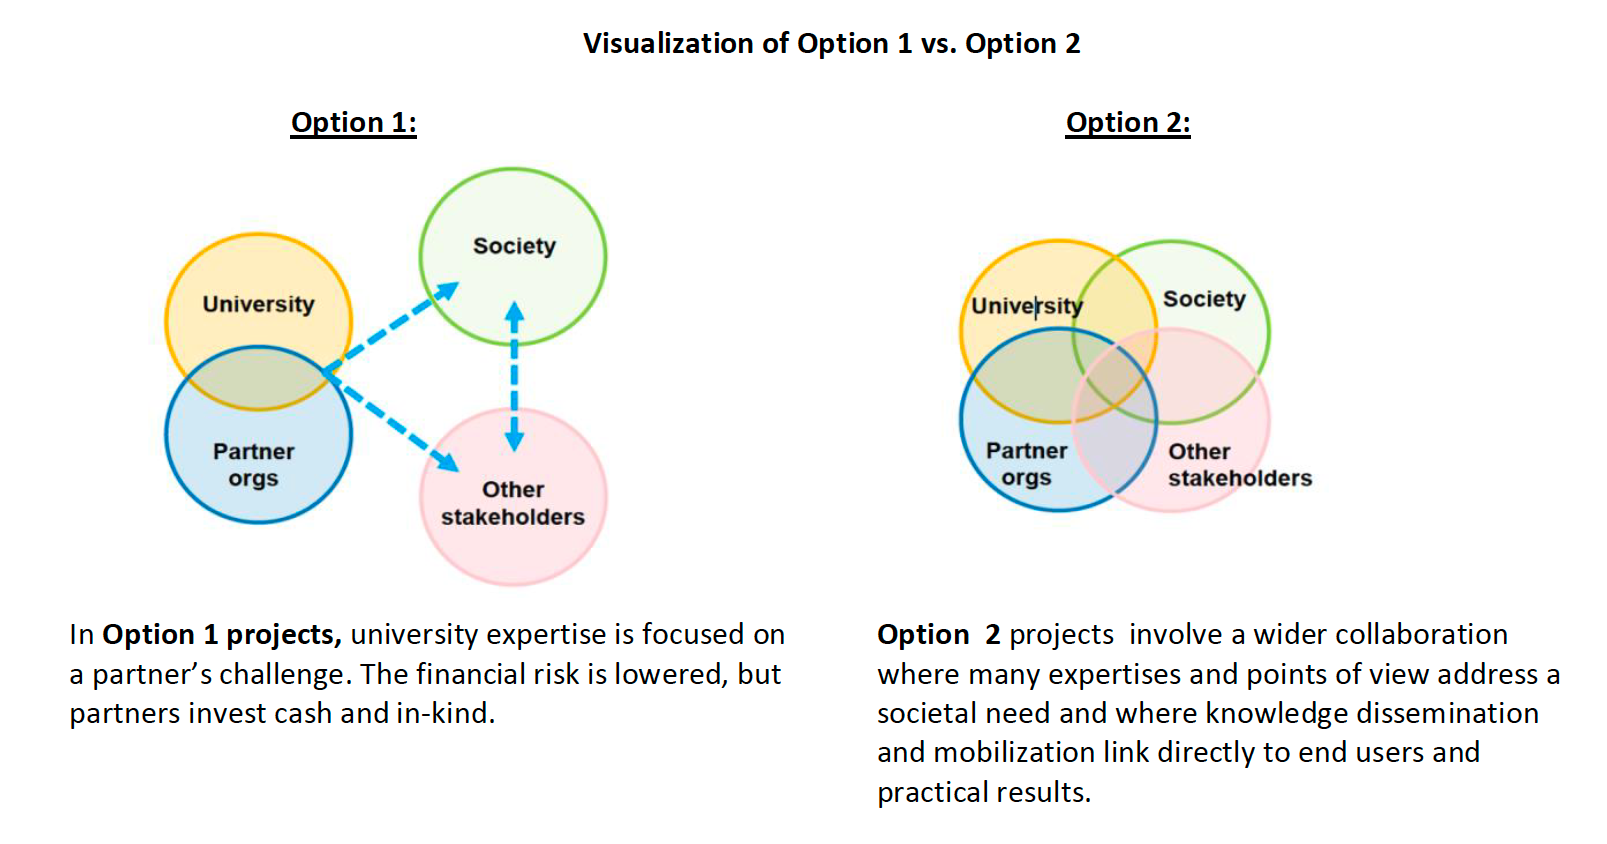 Visualization of Option 1 vs. Option 2
Option 1:
Society
University
Partner
orgs
Other
stakeholders
In Option 1 projects, university expertise is focused on
a partner’s challenge. The financial risk is lowered, but
partners invest cash and in-kind.
Option 2:
University
Society
Partner
orgs
Other
stakeholders
Option  2 projects  involve a wider collaboration
where many expertises and points of view address a
societal need and where knowledge dissemination
and mobilization link directly to end users and
practical results.